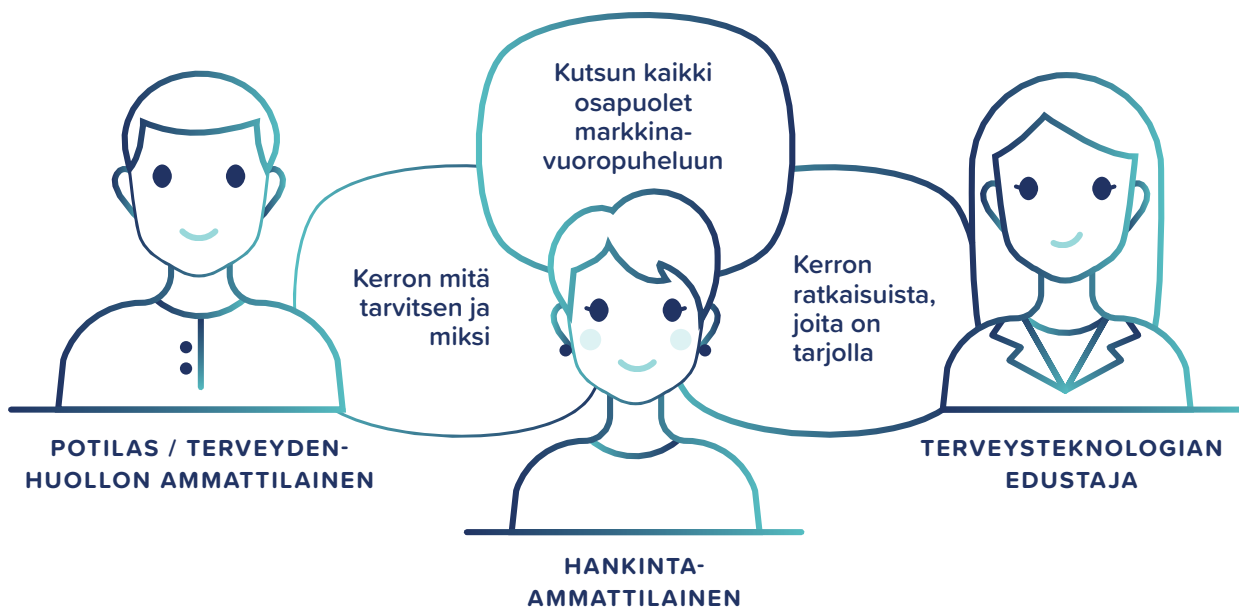 Kutsun kaikki
osapuolet
markkina-
vuoropuheluun
Kerron mitä
tarvitsen ja
miksi
Kerron
ratkaisuista,
joita on
tarjolla
POTILAS / TERVEYDEN-
HUOLLON AMMATTILAINEN
TERVEYSTEKNOLOGIAN
EDUSTAJA
HANKINTA-
AMMATTILAINEN